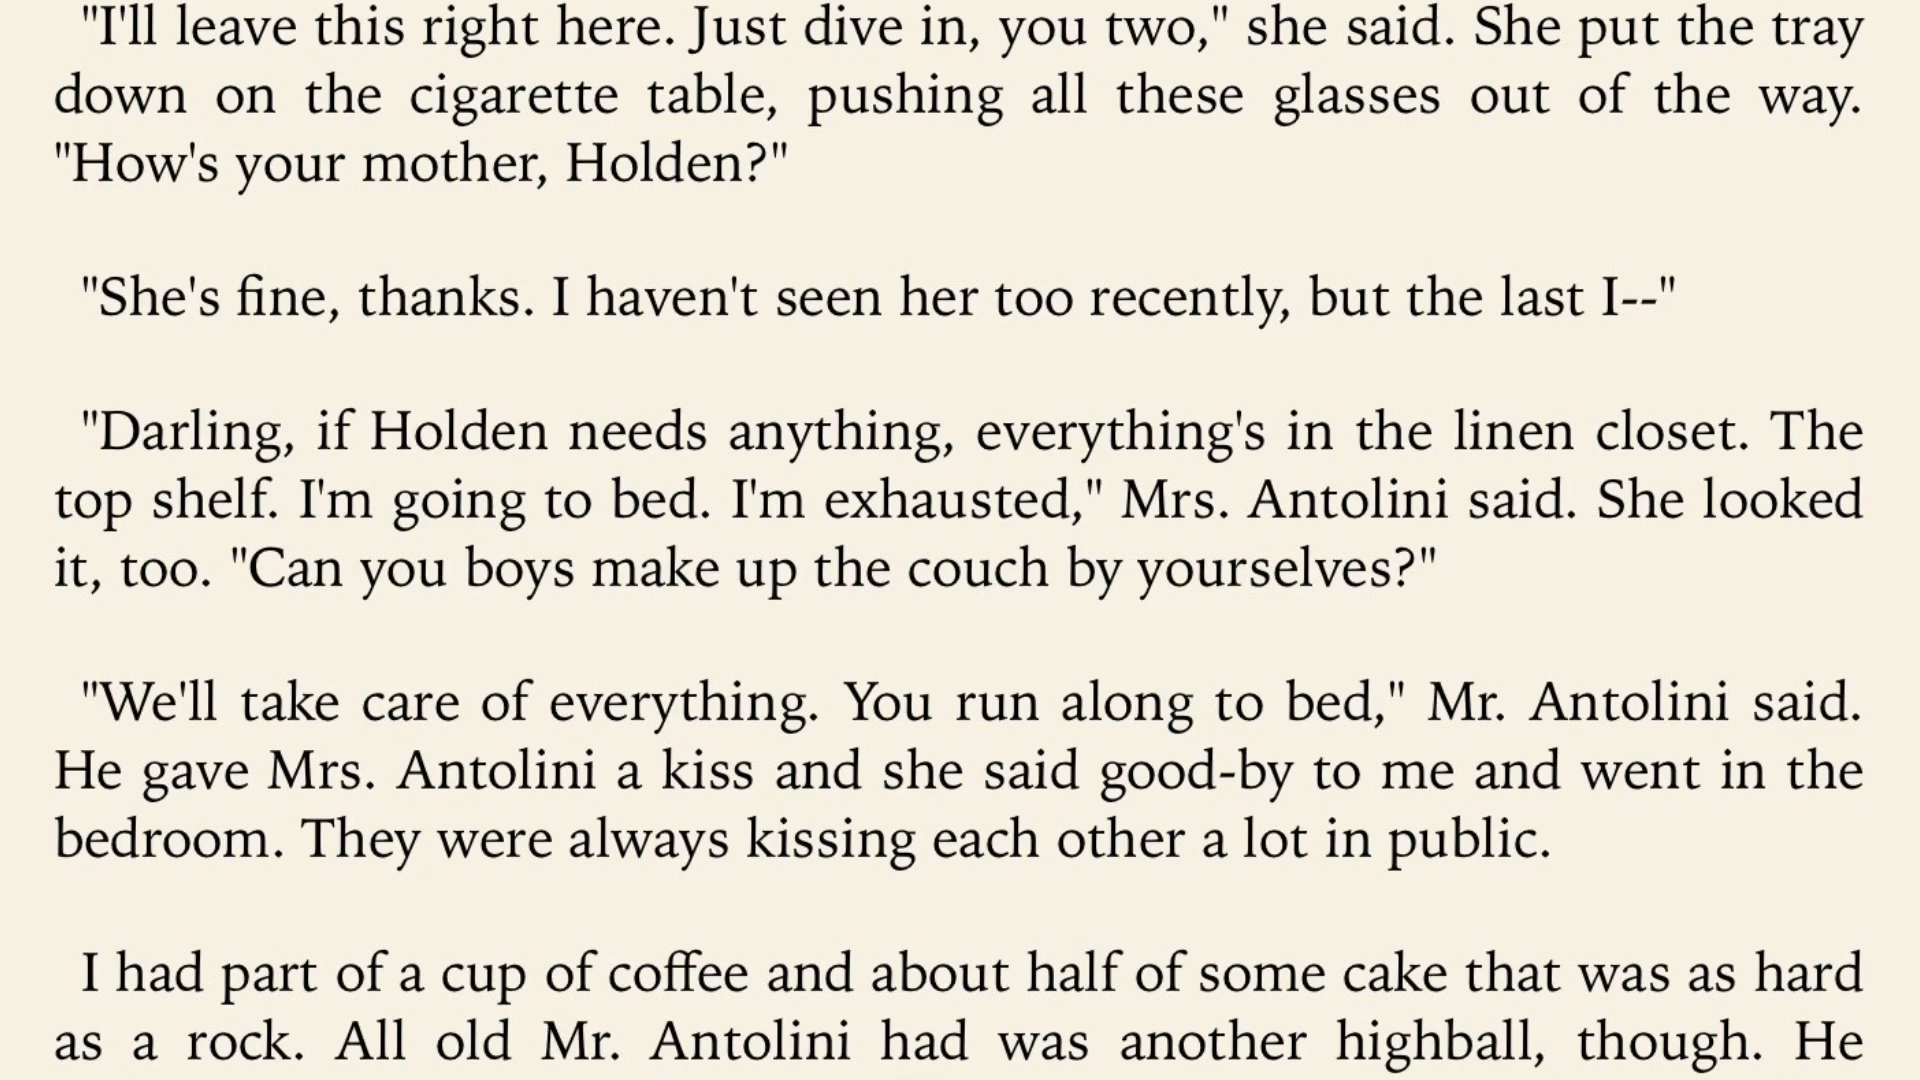 "I'll leave this right here. Just dive in, you two," she said. She put the tray
down on the cigarette table, pushing all these glasses out of the way.
"How's your mother, Holden?"
"She's fine, thanks. I haven't seen her too recently, but the last I--"
"Darling, if Holden needs anything, everything's in the linen closet. The
top shelf. I'm going to bed. I'm exhausted," Mrs. Antolini said. She looked
it, too. "Can you boys make up the couch by yourselves?"
"We'll take care of everything. You run along to bed," Mr. Antolini said.
He gave Mrs. Antolini a kiss and she said good-by to me and went in the
bedroom. They were always kissing each other a lot in public.
I had part of a cup of coffee and about half of some cake that was as hard
as a rock. All old Mr. Antolini had was another highball, though. He